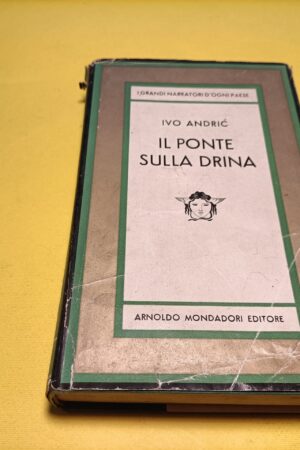 I GRANDI NARRATORI D'OGNI PAESE
IVO ANDRIĆ
IL PONTE
SULLA DRINA
ARNOLDO MONDADORI EDITORE